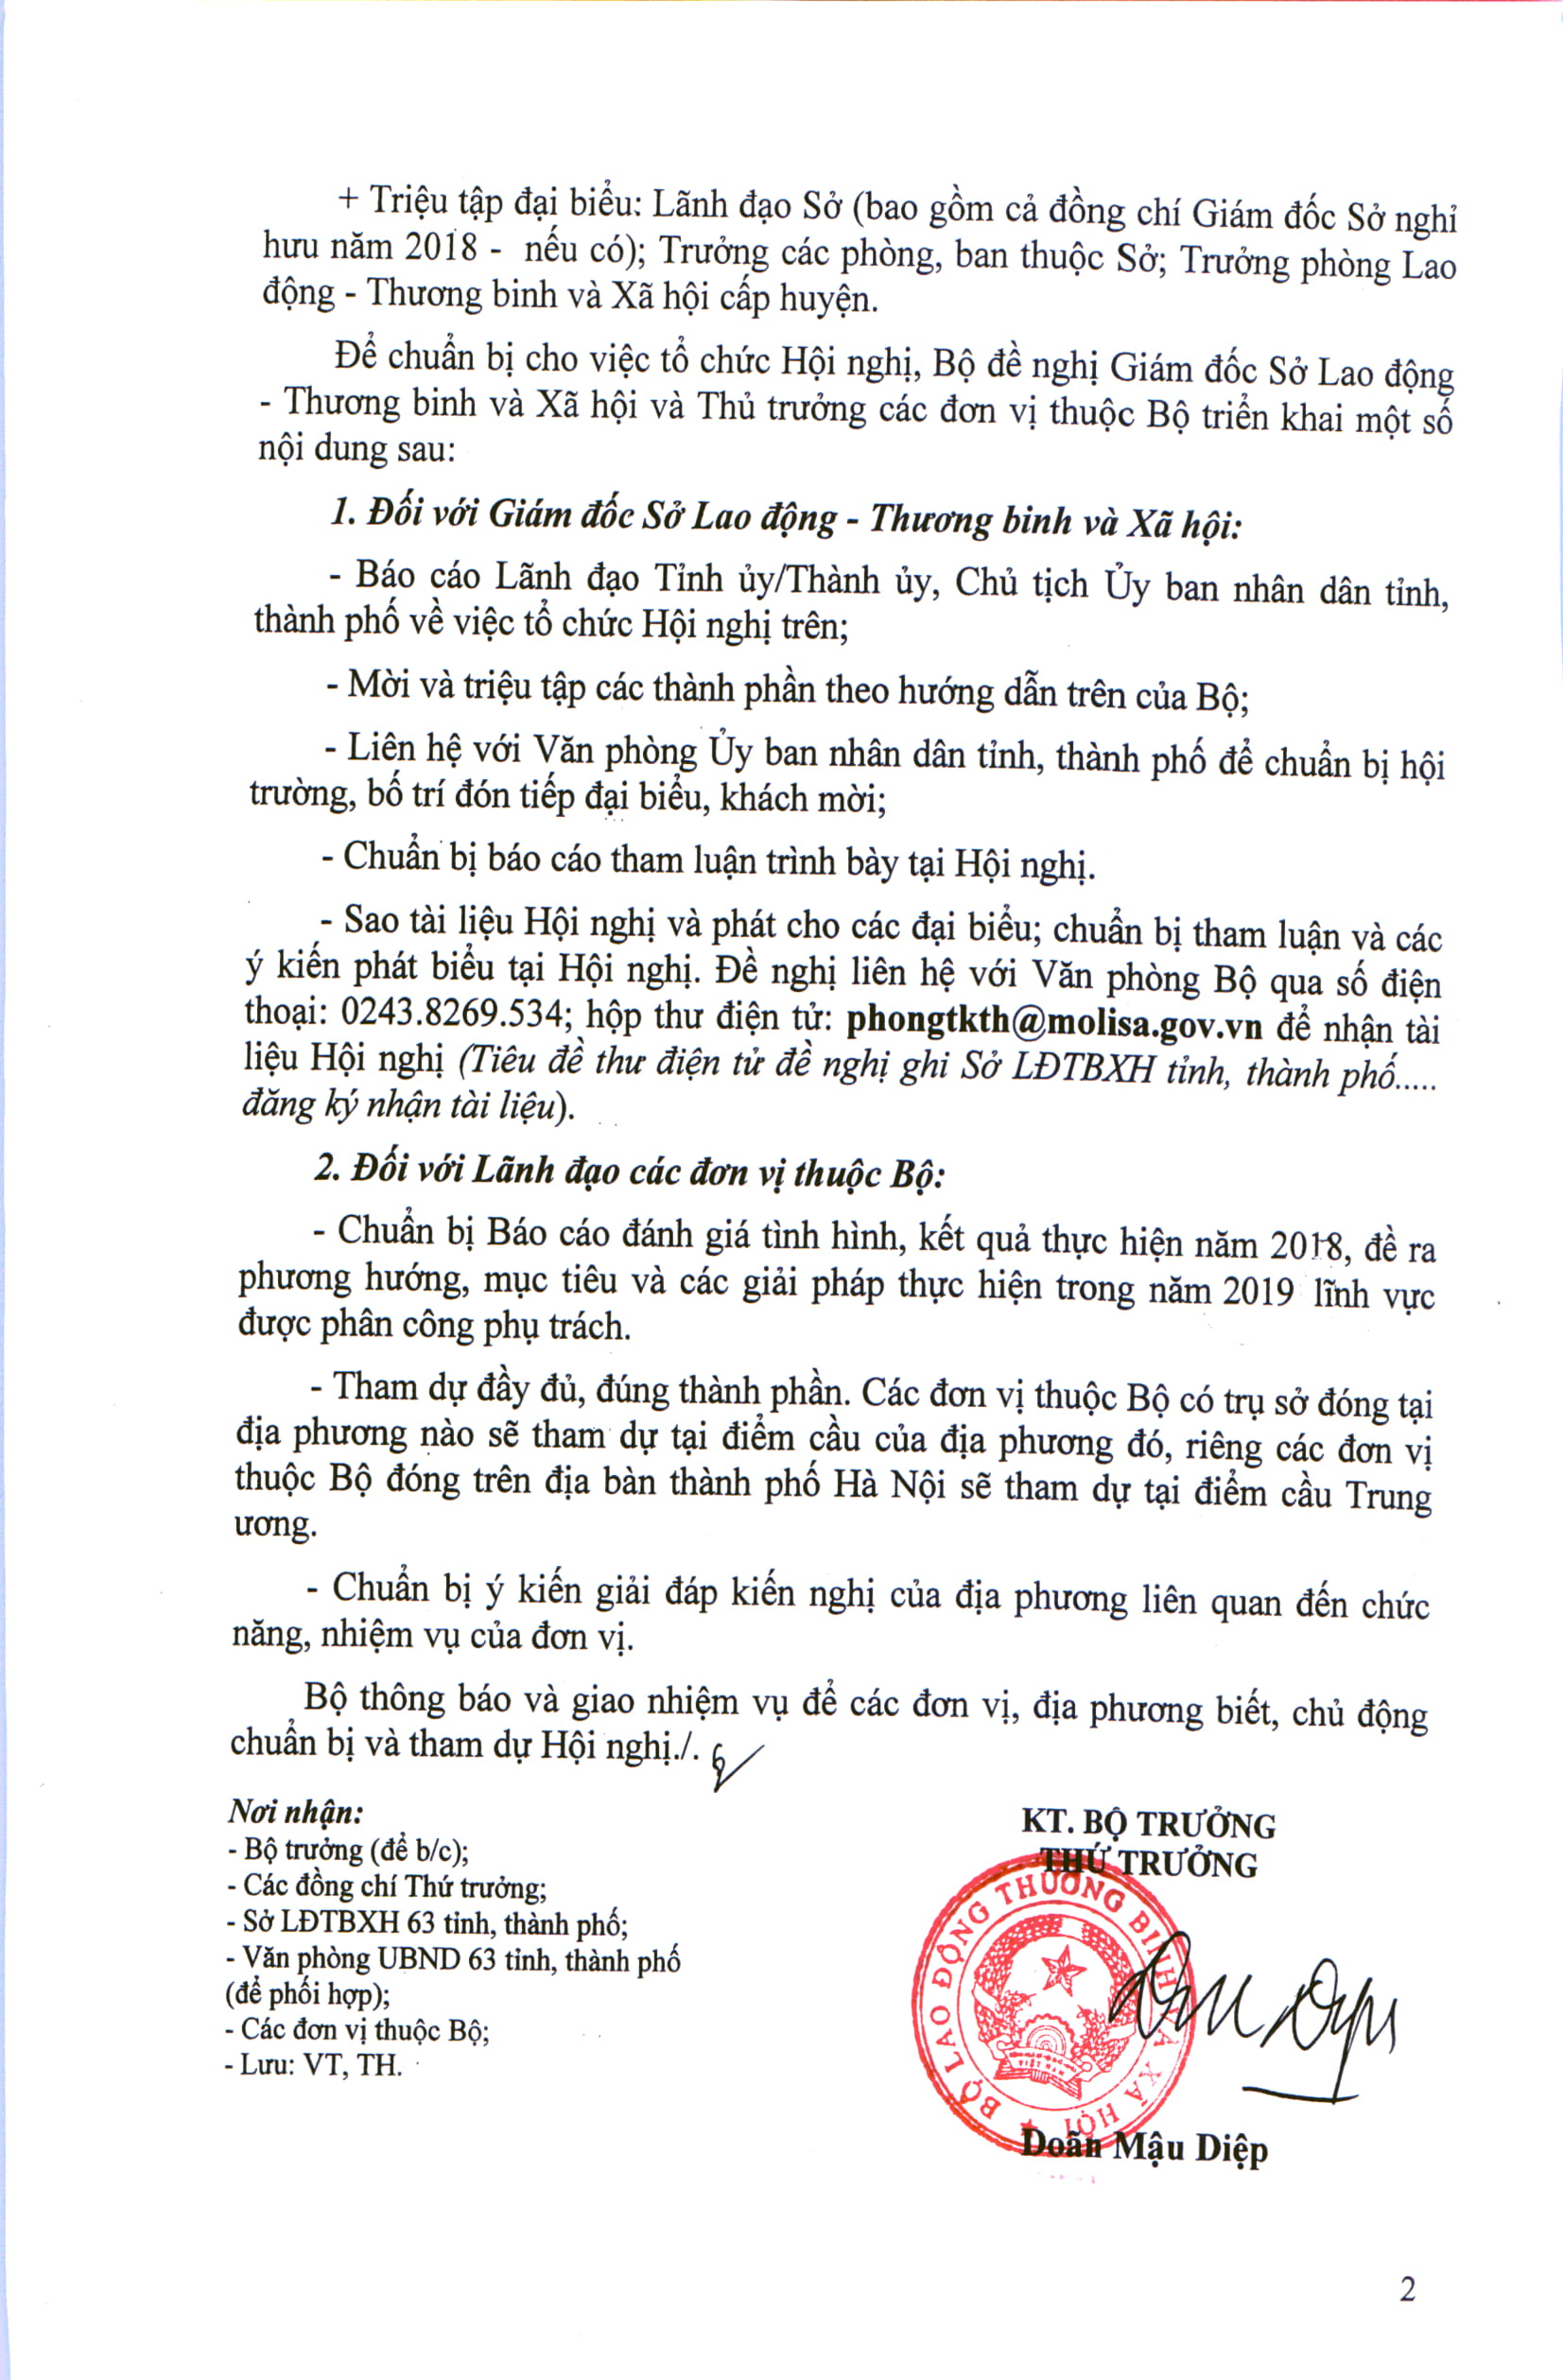 + Triệu tập đại biểu: Lãnh đạo Sở (bao gồm cả đồng chí Giám đốc Sở nghỉ
hưu năm 2018 - nếu có); Trưởng các phòng, ban thuộc Sở; Trưởng phòng Lao
động - Thương binh và Xã hội cấp huyện.
Để chuẩn bị cho việc tổ chức Hội nghị, Bộ đề nghị Giám đốc Sở Lao động
- Thương binh và Xã hội và Thủ trưởng các đơn vị thuộc Bộ triển khai một số
nội dung sau:
1. Đối với Giám đốc Sở Lao động - Thương binh và Xã hội:
- Báo cáo Lãnh đạo Tỉnh ủy/Thành ủy, Chủ tịch Ủy ban nhân dân tỉnh,
thành phố về việc tổ chức Hội nghị trên;
- Mời và triệu tập các thành phần theo hướng dẫn trên của Bộ;
- Liên hệ với Văn phòng Ủy ban nhân dân tỉnh, thành phố để chuẩn bị hội
trường, bố trí đón tiếp đại biểu, khách mời;
- Chuẩn bị báo cáo tham luận trình bày tại Hội nghị.
- Sao tài liệu Hội nghị và phát cho các đại biểu; chuẩn bị tham luận và các
ý kiến phát biểu tại Hội nghị. Đề nghị liên hệ với Văn phòng Bộ qua số điện
thoại: 0243.8269.534; hộp thư điện tử: phongtkth@molisa.gov.vn để nhận tài
liệu Hội nghị (Tiêu đề thư điện tử đề nghị ghi Sở LĐTBXH tỉnh, thành phố.....
đăng ký nhận tài liệu).
2. Đối với Lãnh đạo các đơn vị thuộc Bộ:
- Chuẩn bị Báo cáo đánh giá tình hình, kết quả thực hiện năm 2018, đề ra
phương hướng, mục tiêu và các giải pháp thực hiện trong năm 2019 lĩnh vực
được phân công phụ trách.
- Tham dự đầy đủ, đúng thành phần. Các đơn vị thuộc Bộ có trụ sở đóng tại
địa phương nào sẽ tham dự tại điểm cầu của địa phương đó, riêng các đơn vị
thuộc Bộ đóng trên địa bàn thành phố Hà Nội sẽ tham dự tại điểm cầu Trung
ương.
- Chuẩn bị ý kiến giải đáp kiến nghị của địa phương liên quan đến chức
năng, nhiệm vụ của đơn vị.
Bộ thông báo và giao nhiệm vụ để các đơn vị, địa phương biết, chủ động
chuẩn bị và tham dự Hội nghị./.
Nơi nhận:
- Bộ trưởng (để b/c);
- Các đồng chí Thứ trưởng;
- Sở LĐTBXH 63 tỉnh, thành phố;
- Văn phòng UBND 63 tỉnh, thành phố
(để phối hợp);
- Các đơn vị thuộc Bộ;
- Lưu: VT, TH.
KT. BỘ TRƯỞNG
THỨ TRƯỞNG
BỘ LAO ĐỘNG THƯƠNG BINH VÀ XÃ HỘI
VIỆT NAM
Doãn Mậu Diệp
2